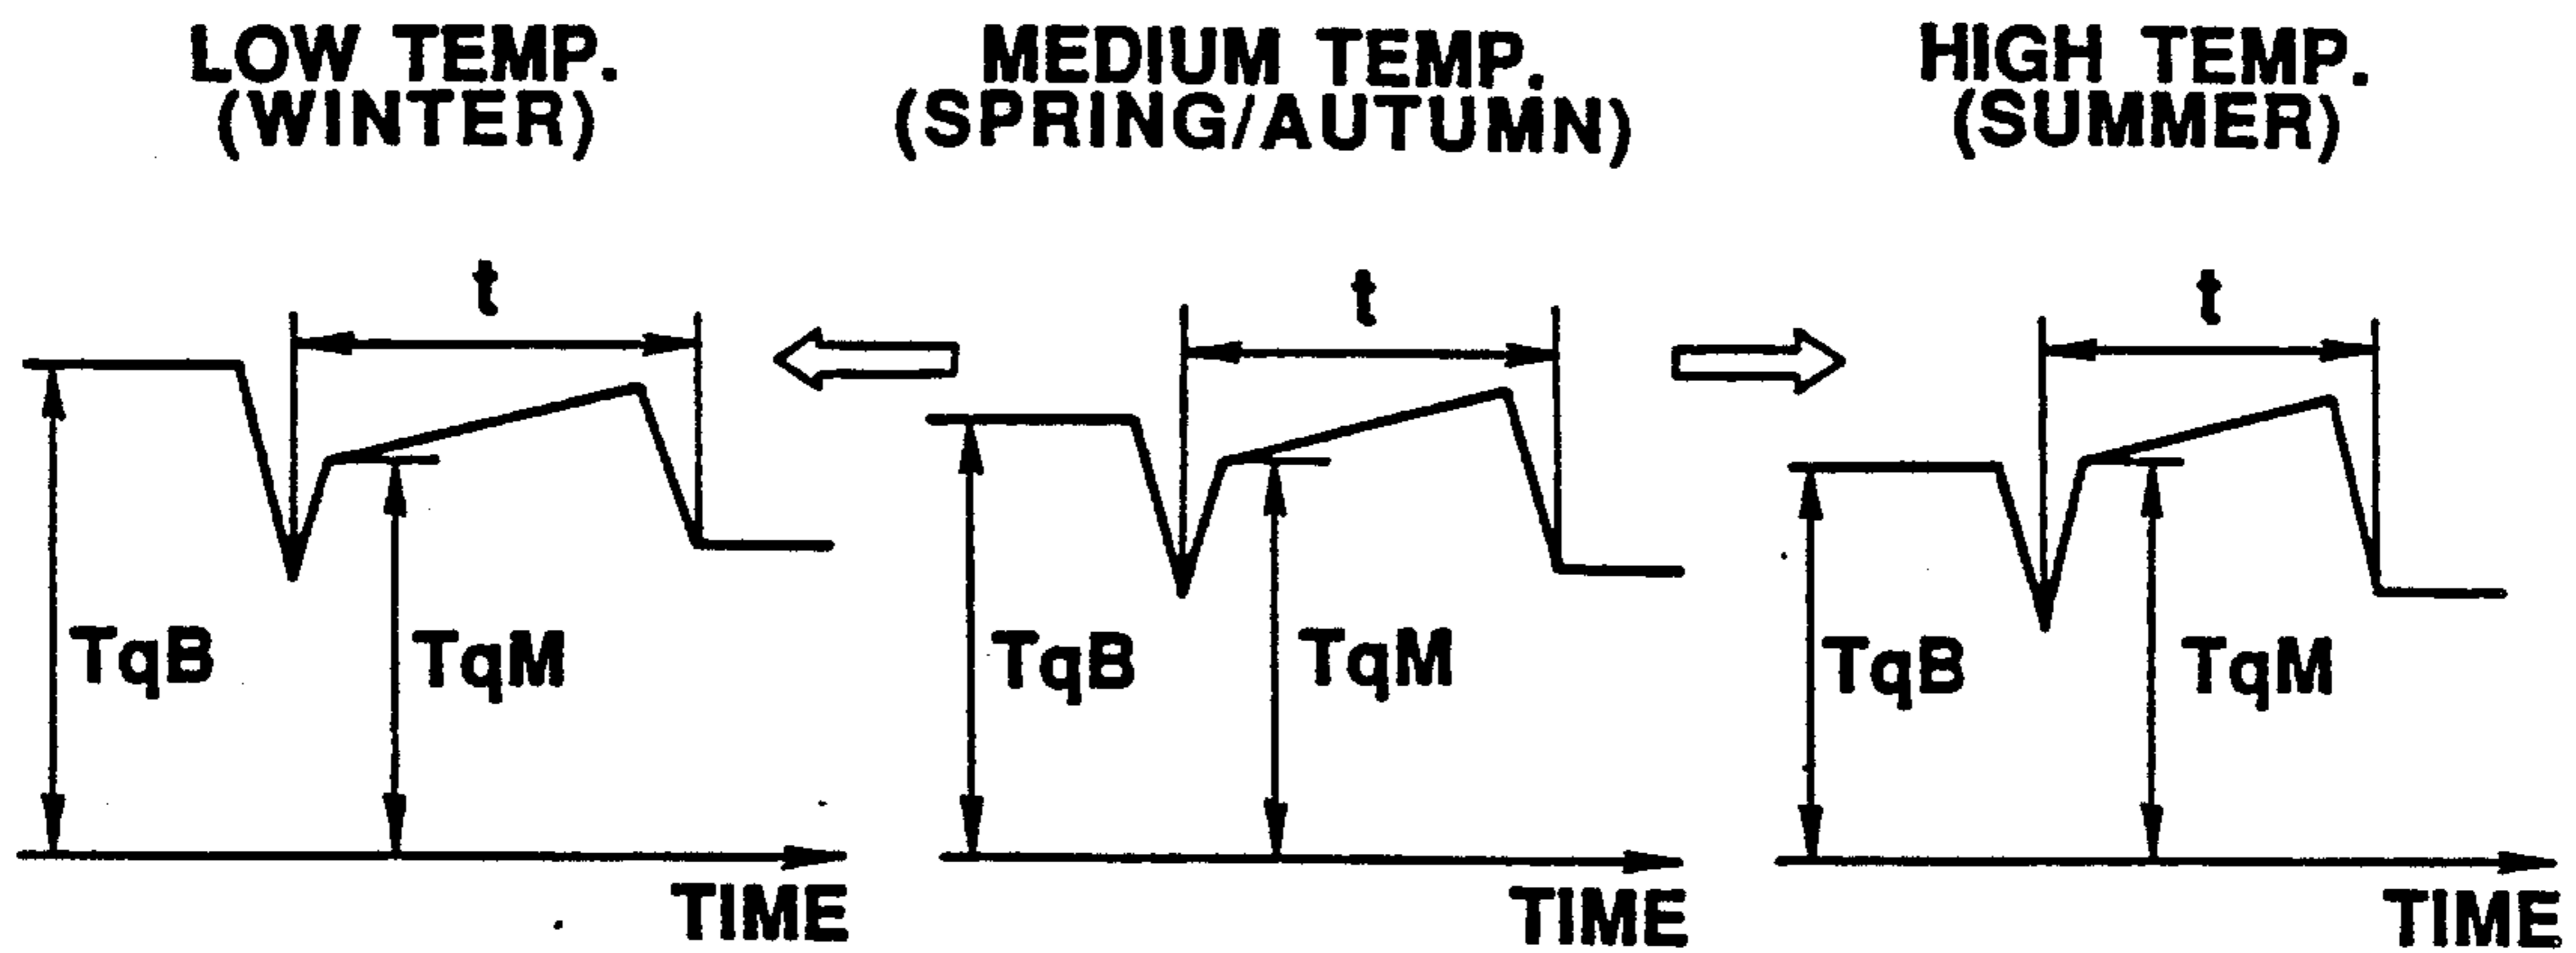 LOW TEMP.
(WINTER)
MEDIUM TEMP.
(SPRING/AUTUMN)
HIGH TEMP.
(SUMMER)
t
t
t
TqB
TqM
TqB
TqM
TqB
TqM
TIME
TIME
TIME